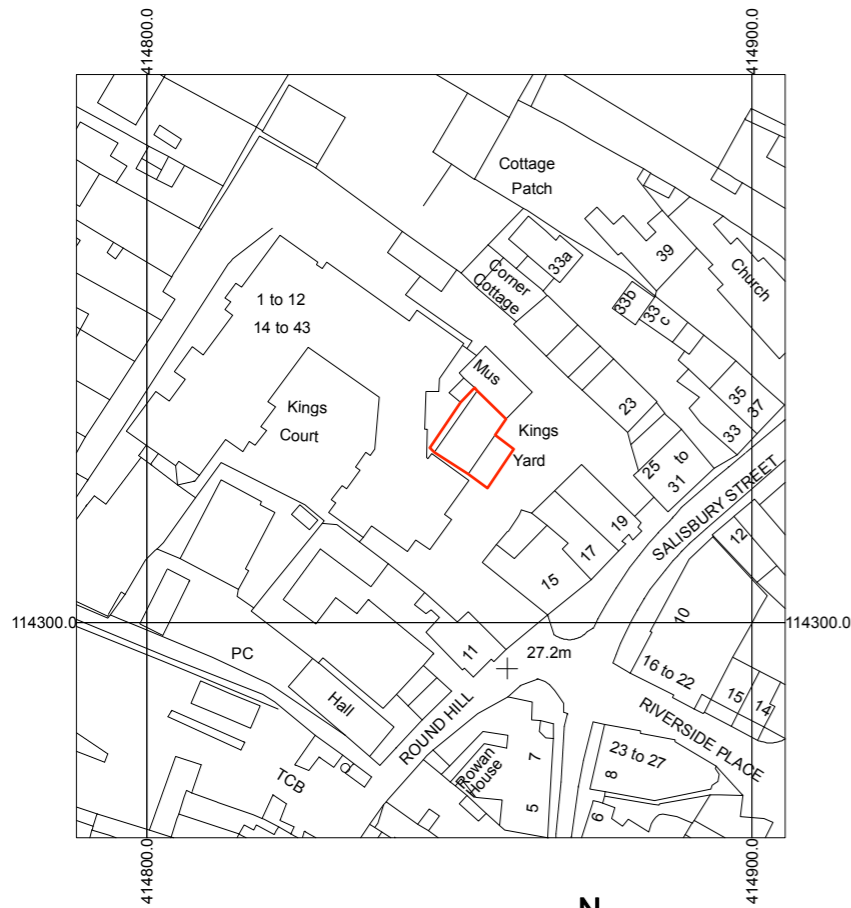 414800.0
414900.0
Cottage
Patch
39
33a
Church
Corner
Cottage
33b
33
c
1 to 12
14 to 43
Mus
35
37
23
33
Kings
Court
Kings
Yard
25 to
31
SALISBURY STREET
19
17
15
12
114300.0
114300.0
10
27.2m
11
PC
16 to 22
15
14
Hall
ROUND HILL
RIVERSIDE PLACE
Rowan
House
7
23 to 27
8
TCB
5
6
414800.0
414900.0
N